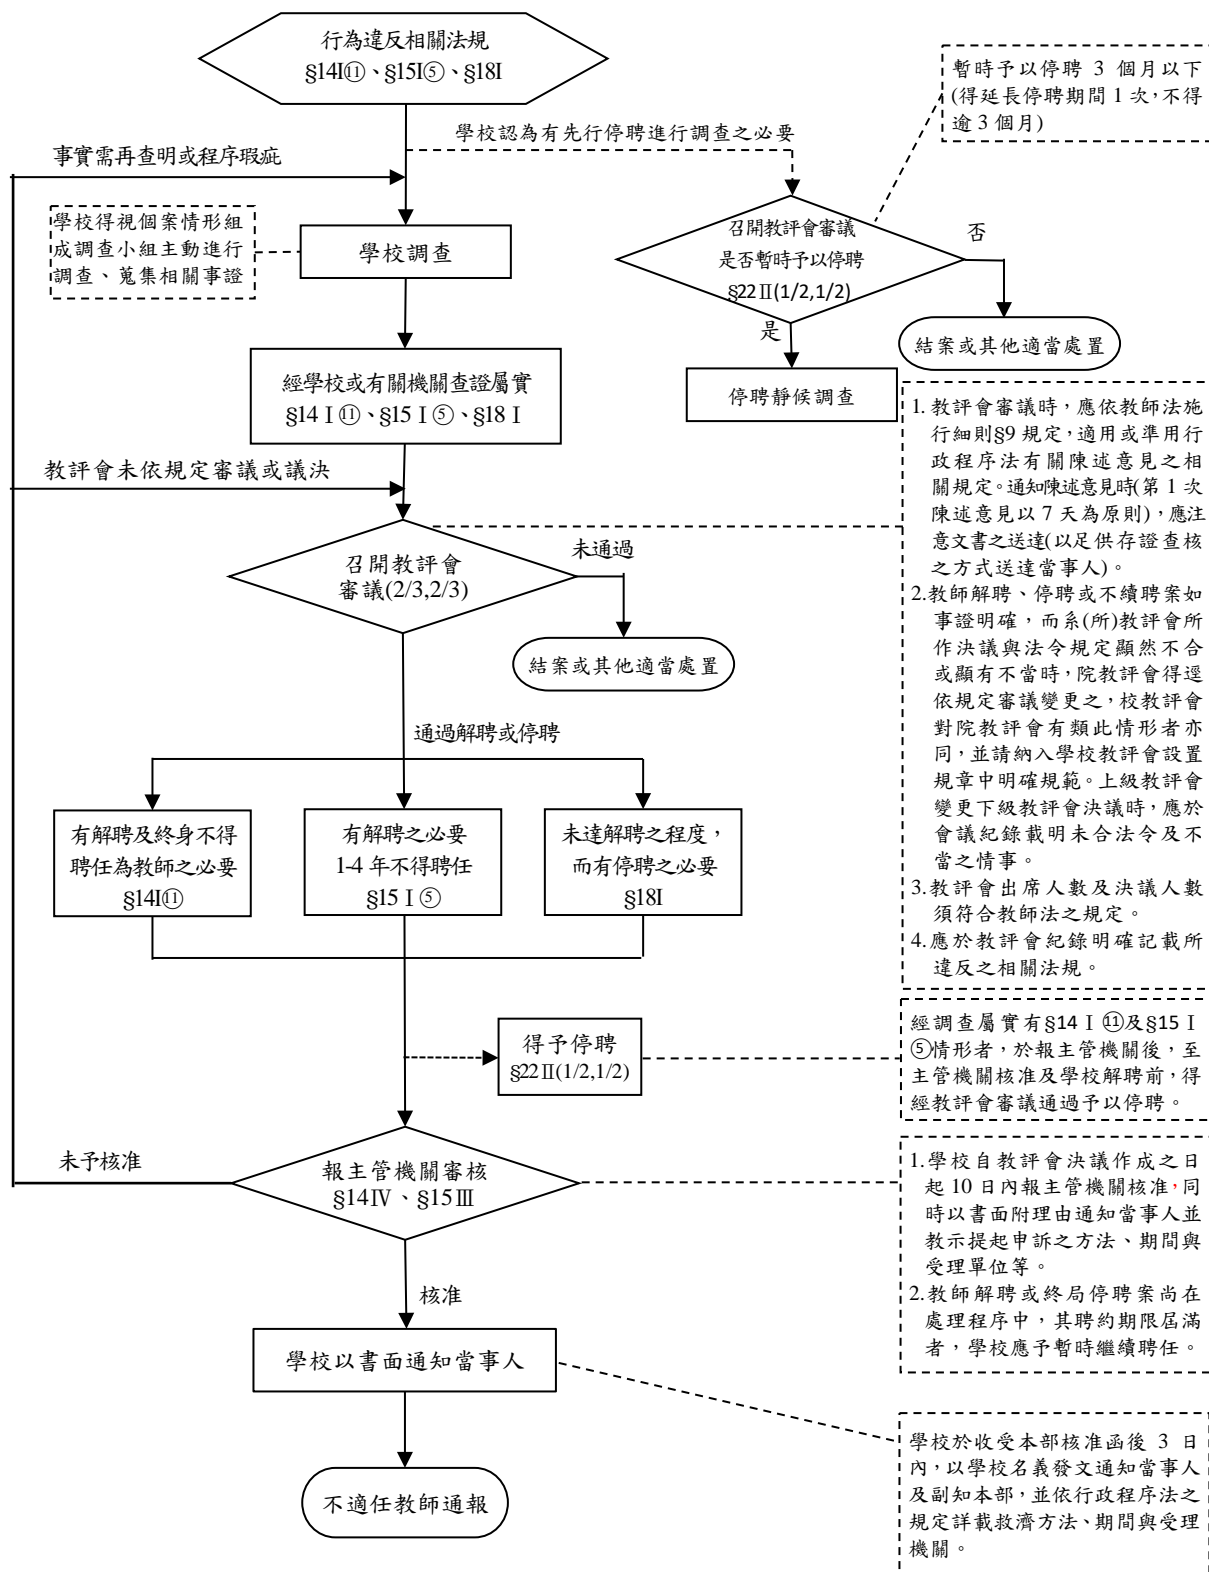 行為違反相關法規
§14I⑪、§15I⑤、§18I
暫時予以停聘 3 個月以下
(得延長停聘期間 1 次,不得
逾 3 個月)
學校認為有先行停聘進行調查之必要
事實需再查明或程序瑕疵
學校得視個案情形組
成調查小組主動進行
調查、蒐集相關事證
學校調查
召開教評會審議
是否暫時予以停聘
§22Ⅱ(1/2,1/2)
否
是
結案或其他適當處置
停聘靜候調查
經學校或有關機關查證屬實
§14Ⅰ⑪、§15Ⅰ⑤、§18Ⅰ
教評會未依規定審議或議決
召開教評會
審議(2/3,2/3)
未通過
結案或其他適當處置
1.教評會審議時,應依教師法施
行細則§9 規定,適用或準用行
政程序法有關陳述意見之相
關規定。通知陳述意見時(第 1 次
陳述意見以 7 天為原則),應注
意文書之送達(以足供存證查核
之方式送達當事人)。
2.教師解聘、停聘或不續聘案如
事證明確,而系(所)教評會所
作決議與法令規定顯然不合
或顯有不當時,院教評會得逕
依規定審議變更之,校教評會
對院教評會有類此情形者亦
同,並請納入學校教評會設置
規章中明確規範。上級教評會
變更下級教評會決議時,應於
會議紀錄載明未合法令及不
當之情事。
3.教評會出席人數及決議人數
須符合教師法之規定。
4.應於教評會紀錄明確記載所
違反之相關法規。
通過解聘或停聘
有解聘及終身不得
聘任為教師之必要
§14I⑪
有解聘之必要
1-4 年不得聘任
§15Ⅰ⑤
未達解聘之程度,
而有停聘之必要
§18I
得予停聘
§22Ⅱ(1/2,1/2)
經調查屬實有§14Ⅰ⑪及§15Ⅰ
⑤情形者,於報主管機關後,至
主管機關核准及學校解聘前,得
經教評會審議通過予以停聘。
未予核准
報主管機關審核
§14Ⅳ、§15Ⅲ
1.學校自教評會決議作成之日
起 10 日內報主管機關核准,同
時以書面附理由通知當事人並
教示提起申訴之方法、期間與
受理單位等。
2.教師解聘或終局停聘案尚在
處理程序中,其聘約期限屆滿
者,學校應予暫時繼續聘任。
核准
學校以書面通知當事人
不適任教師通報
學校於收受本部核准函後 3 日
內,以學校名義發文通知當事人
及副知本部,並依行政程序法之
規定詳載救濟方法、期間與受理
機關。